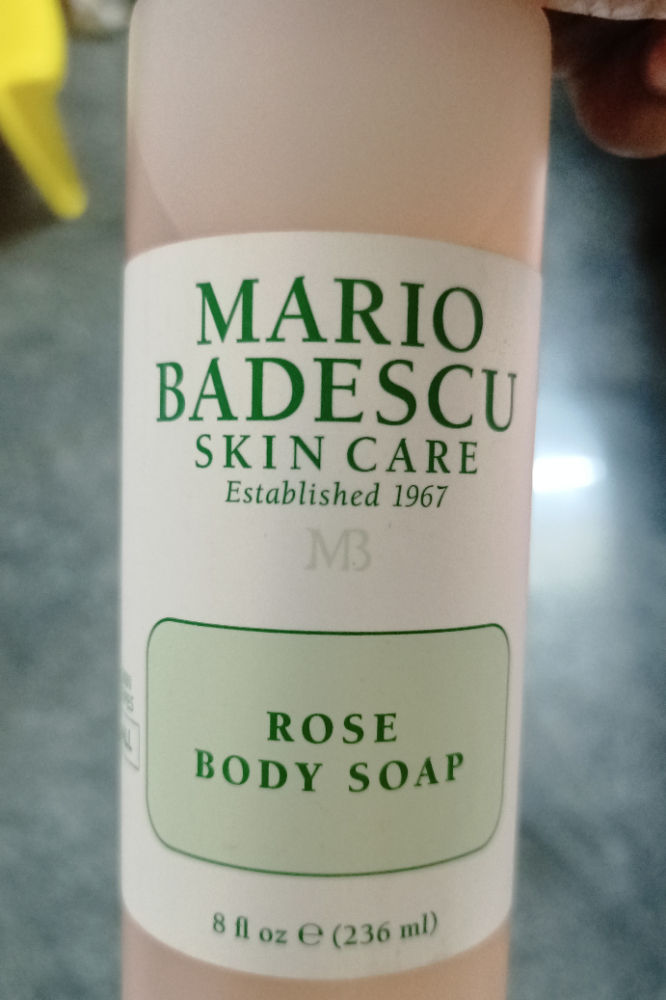 MARIO
BADESCU
SKIN CARE
Established 1967
MB
ROSE
BODY SOAP
8 fl oz ℮ (236 ml)